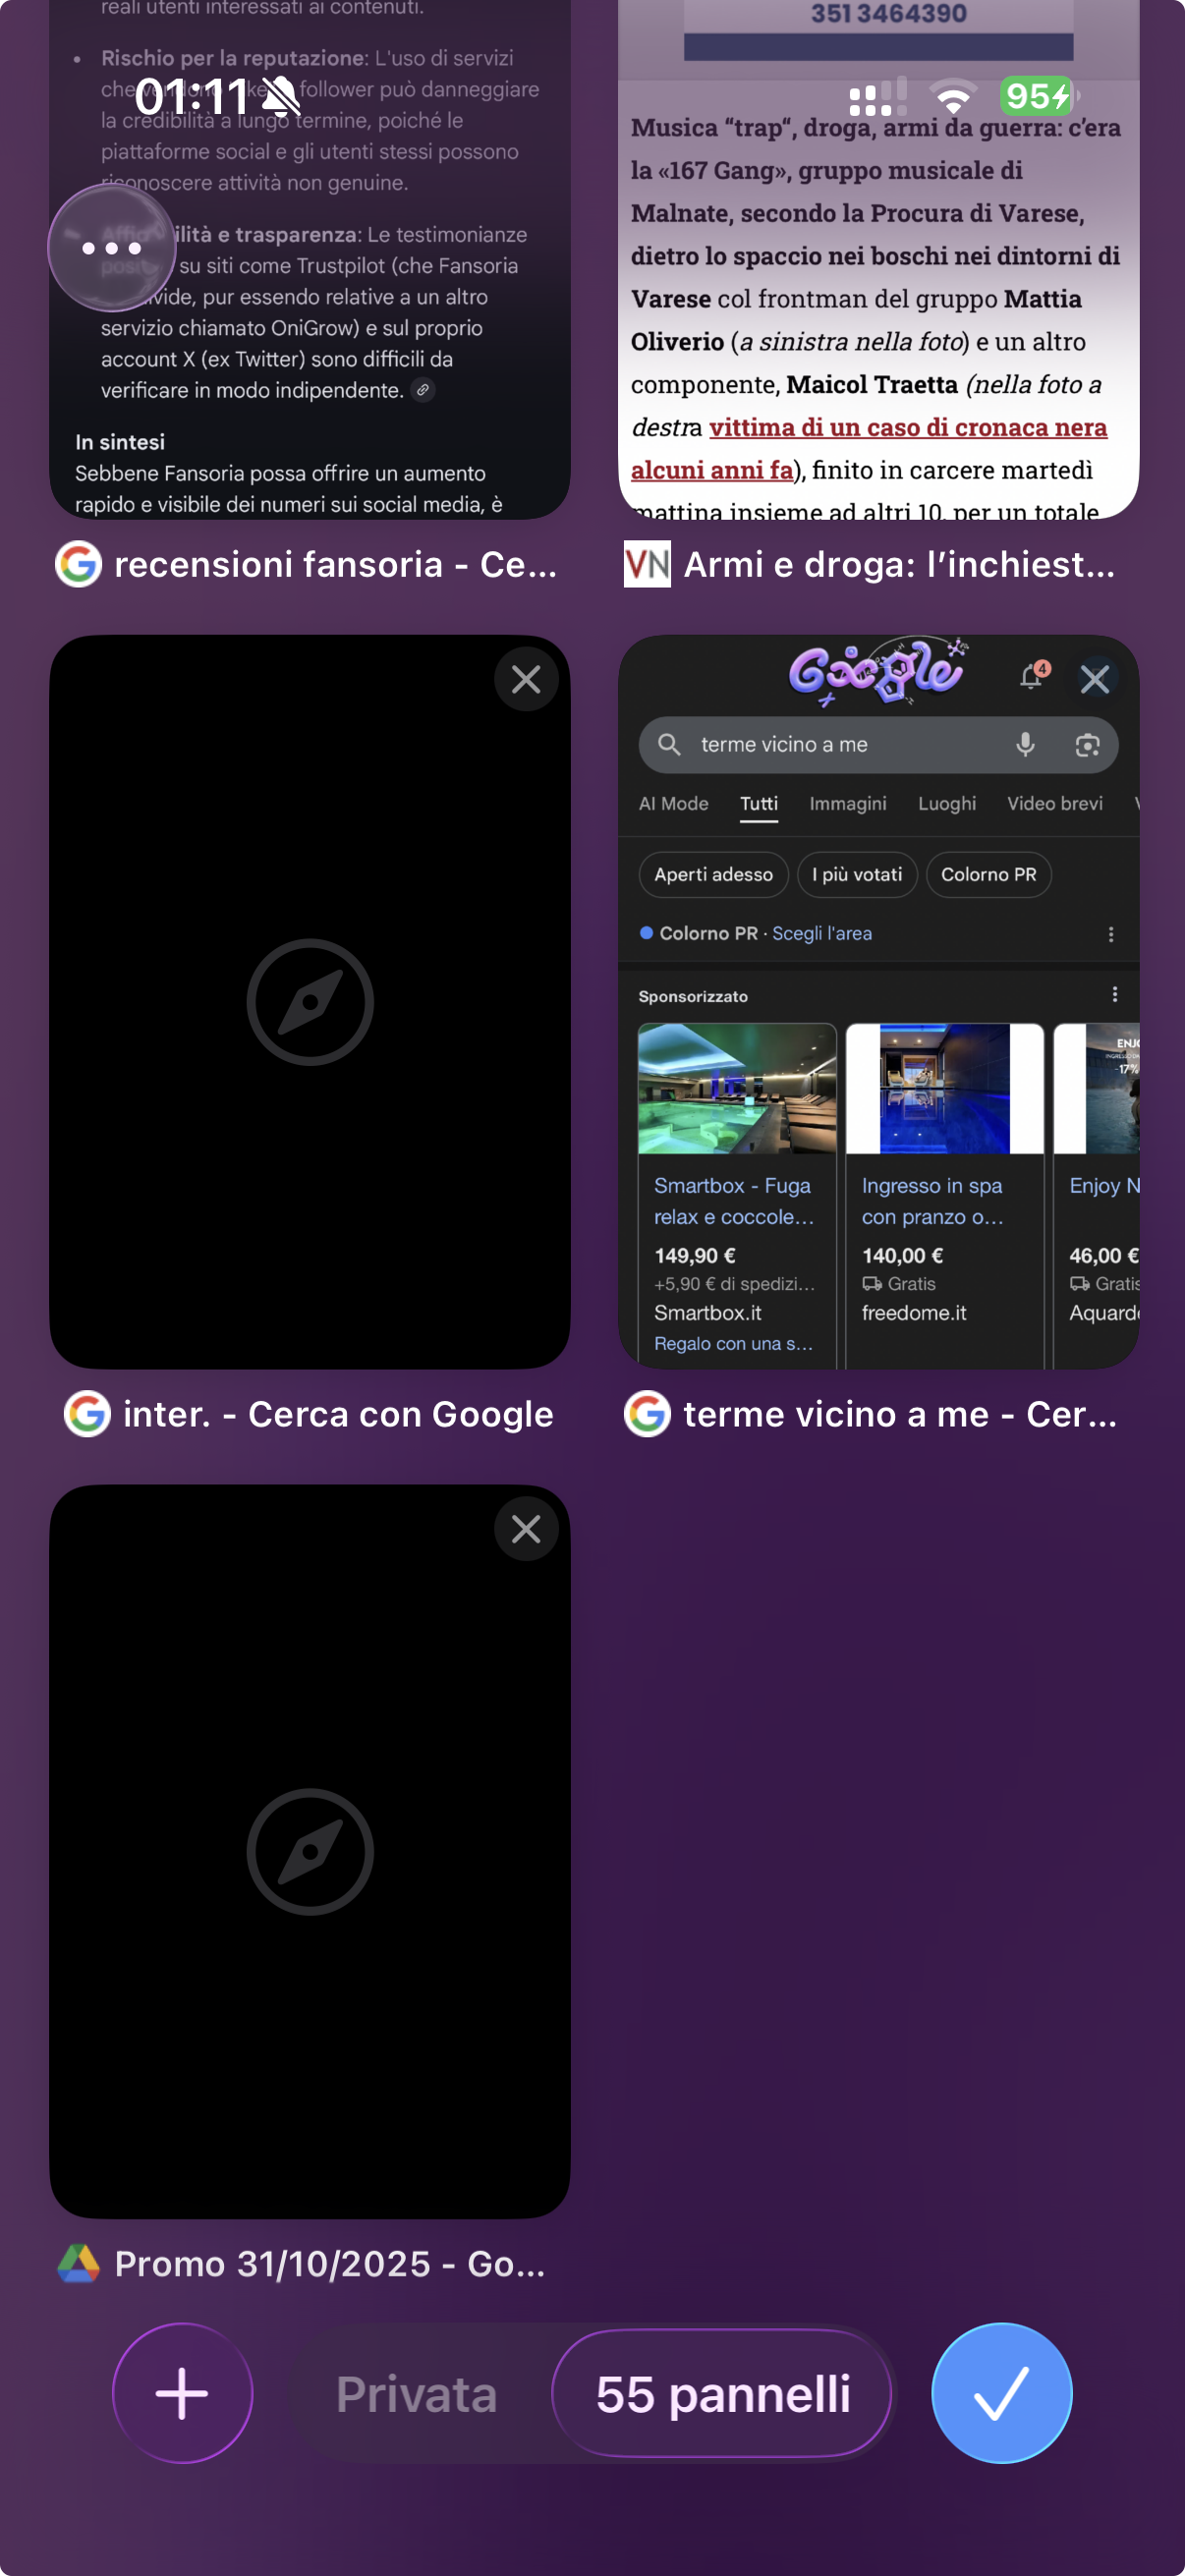 reali utenti interessati ai contenuti.
• Rischio per la reputazione: L'uso di servizi
che vendono like follower può danneggiare
la credibilità a lungo termine, poiché le
piattaforme social e gli utenti stessi possono
riconoscere attività non genuine.
ilità e trasparenza: Le testimonianze
su siti come Trustpilot (che Fansoria
vide, pur essendo relative a un altro
servizio chiamato OniGrow) e sul proprio
account X (ex Twitter) sono difficili da
verificare in modo indipendente.
In sintesi
Sebbene Fansoria possa offrire un aumento
rapido e visibile dei numeri sui social media, è
01:11
95
351 3464390
Musica “trap“, droga, armi da guerra: c’era
la «167 Gang», gruppo musicale di
Malnate, secondo la Procura di Varese,
dietro lo spaccio nei boschi nei dintorni di
Varese col frontman del gruppo Mattia
Oliverio (a sinistra nella foto) e un altro
componente, Maicol Traetta (nella foto a
destra vittima di un caso di cronaca nera
alcuni anni fa), finito in carcere martedì
mattina insieme ad altri 10, per un totale
recensioni fansoria - Ce...
VN Armi e droga: l’inchiest...
Google
4
terme vicino a me
AI Mode Tutti Immagini Luoghi Video brevi
Aperti adesso I più votati Colorno PR
Colorno PR · Scegli l'area
Sponsorizzato
Smartbox - Fuga
relax e coccole...
149,90 €
+5,90 € di spedizi...
Smartbox.it
Regalo con una s...
Ingresso in spa
con pranzo o...
140,00 €
Gratis
freedome.it
-17%
Enjoy N
46,00 €
Gratis
Aquard
inter. - Cerca con Google
terme vicino a me - Cer...
Promo 31/10/2025 - Go...
Privata
55 pannelli